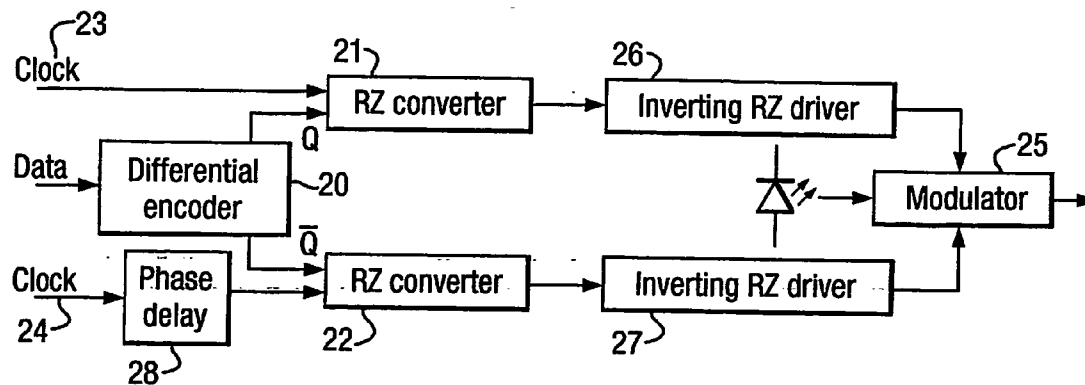 23
Clock
21
RZ converter
26
Inverting RZ driver
Q
25
Modulator
Data
Differential
encoder
20
Q̅
Clock
24
Phase
delay
28
RZ converter
22
Inverting RZ driver
27